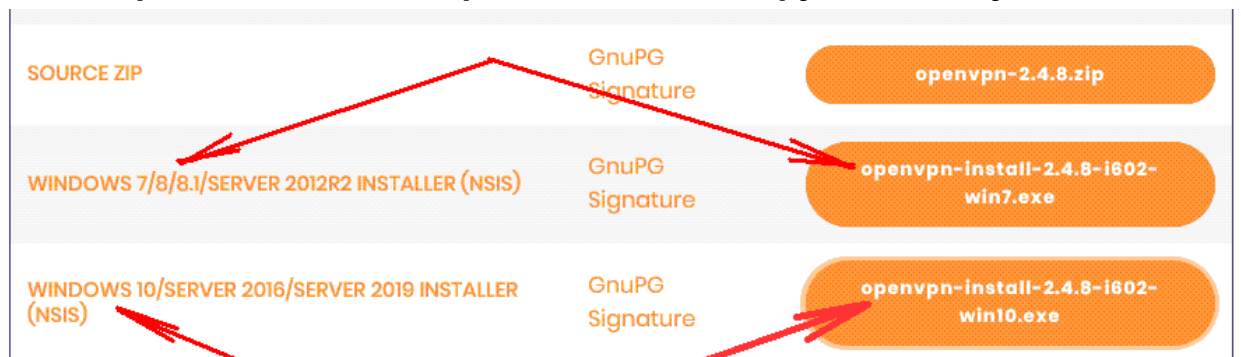 SOURCE ZIP
GnuPG
Signature
openvpn-2.4.8.zip
WINDOWS 7/8/8.1/SERVER 2012R2 INSTALLER (NSIS)
GnuPG
Signature
openvpn-install-2.4.8-i602-
win7.exe
WINDOWS 10/SERVER 2016/SERVER 2019 INSTALLER
(NSIS)
GnuPG
Signature
openvpn-install-2.4.8-i602-
win10.exe